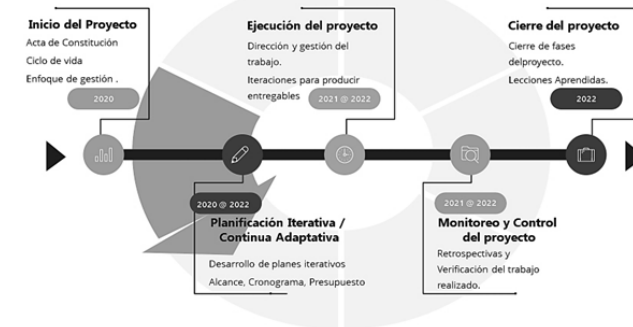 Inicio del Proyecto
Acta de Constitución
Ciclo de vida
Enfoque de gestión .
2020
Ejecución del proyecto
Dirección y gestión del
trabajo.
Iteraciones para producir
entregables
2021 @ 2022
Cierre del proyecto
Cierre de fases
delproyecto.
Lecciones Aprendidas.
2022
2020 @ 2022
Planificación Iterativa /
Continua Adaptativa
Desarrollo de planes iterativos
Alcance, Cronograma, Presupuesto
2021 @ 2022
Monitoreo y Control
del proyecto
Retrospectivas y
Verificación del trabajo
realizado.